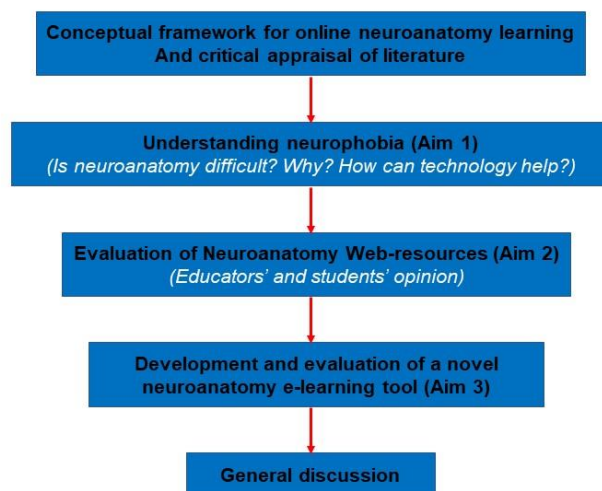 Conceptual framework for online neuroanatomy learning
And critical appraisal of literature
Understanding neurophobia (Aim 1)
(Is neuroanatomy difficult? Why? How can technology help?)
Evaluation of Neuroanatomy Web-resources (Aim 2)
(Educators’ and students’ opinion)
Development and evaluation of a novel
neuroanatomy e-learning tool (Aim 3)
General discussion